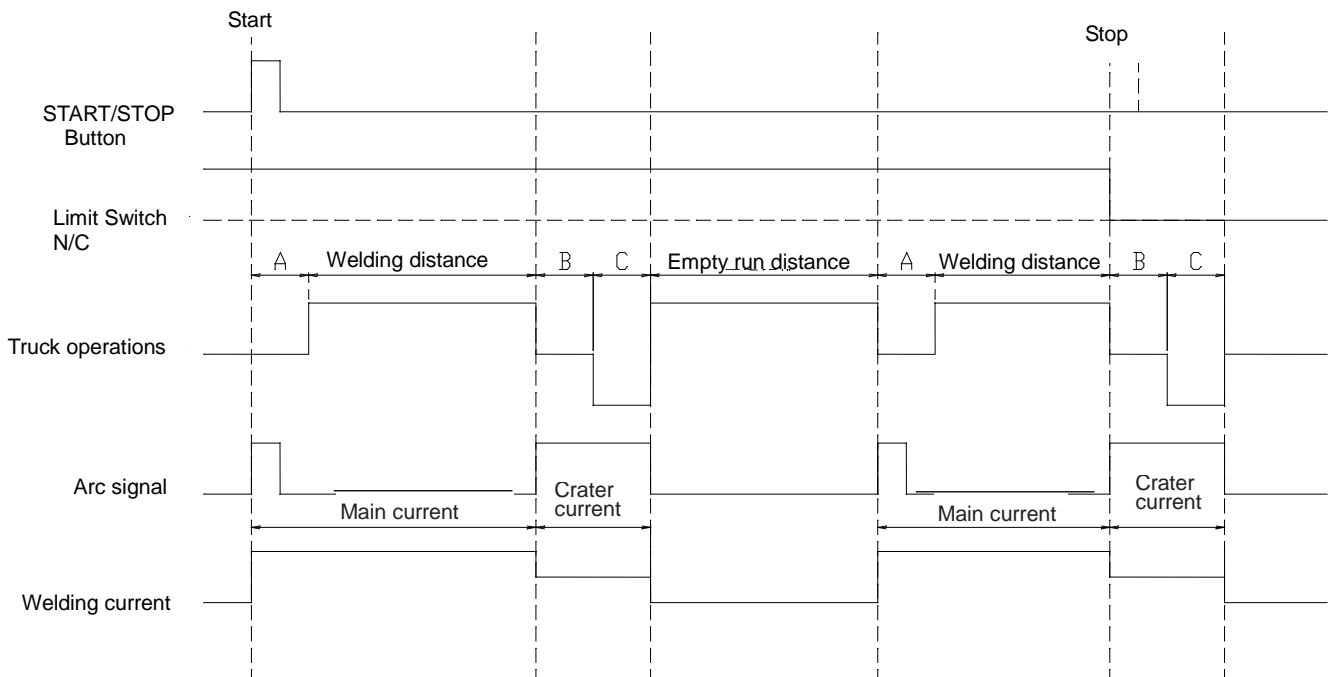 Start
Stop
START/STOP
Button
Limit Switch
N/C
A Welding distance B C Empty run distance A Welding distance B C
Truck operations
Arc signal
Main current
Crater
current
Main current
Crater
current
Welding current